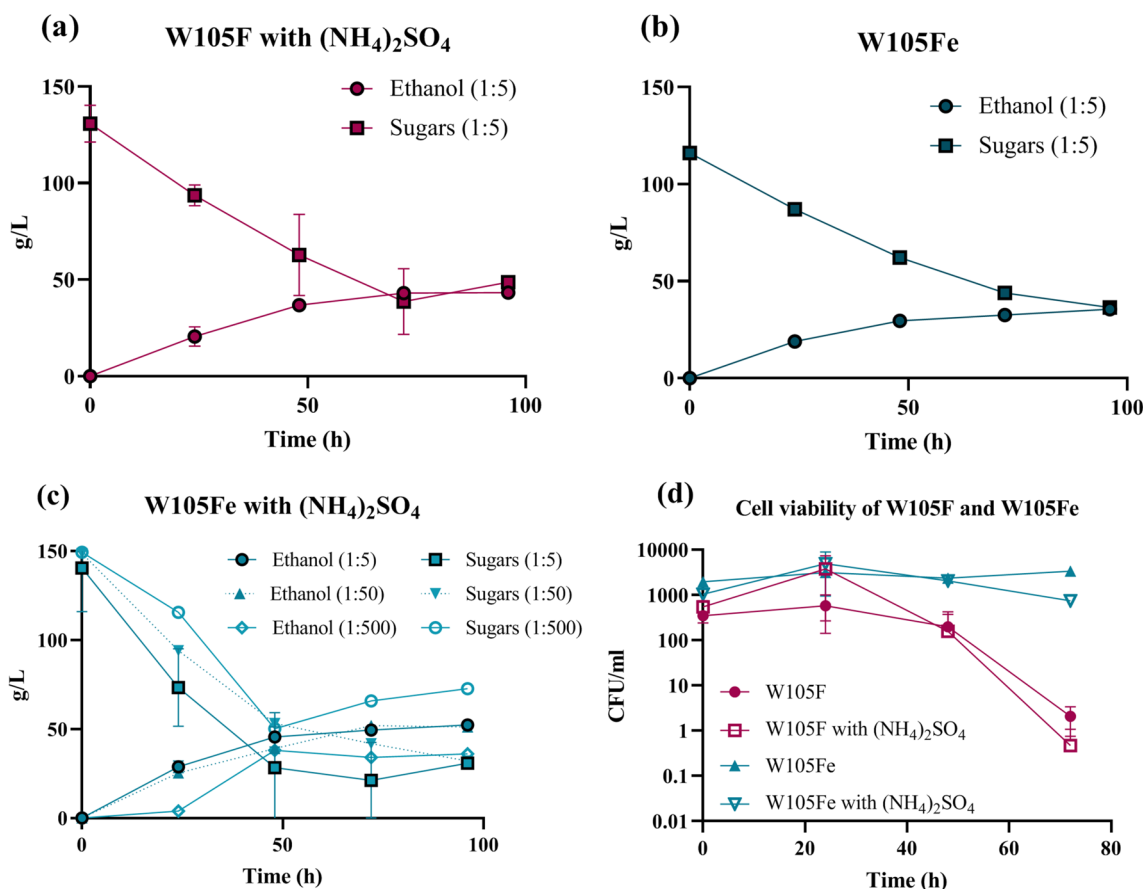 (a)
W105F with (NH4)2SO4
Ethanol (1:5)
Sugars (1:5)
150
100
50
0
g/L
0
50
100
Time (h)
(b)
W105Fe
Ethanol (1:5)
Sugars (1:5)
150
100
50
0
g/L
0
50
100
Time (h)
(c)
W105Fe with (NH4)2SO4
Ethanol (1:5)
Sugars (1:5)
Ethanol (1:50)
Sugars (1:50)
Ethanol (1:500)
Sugars (1:500)
150
100
50
0
g/L
0
50
100
Time (h)
(d)
Cell viability of W105F and W105Fe
10000
1000
100
10
1
0.1
0.01
CFU/ml
W105F
W105F with (NH4)2SO4
W105Fe
W105Fe with (NH4)2SO4
0
20
40
60
80
Time (h)